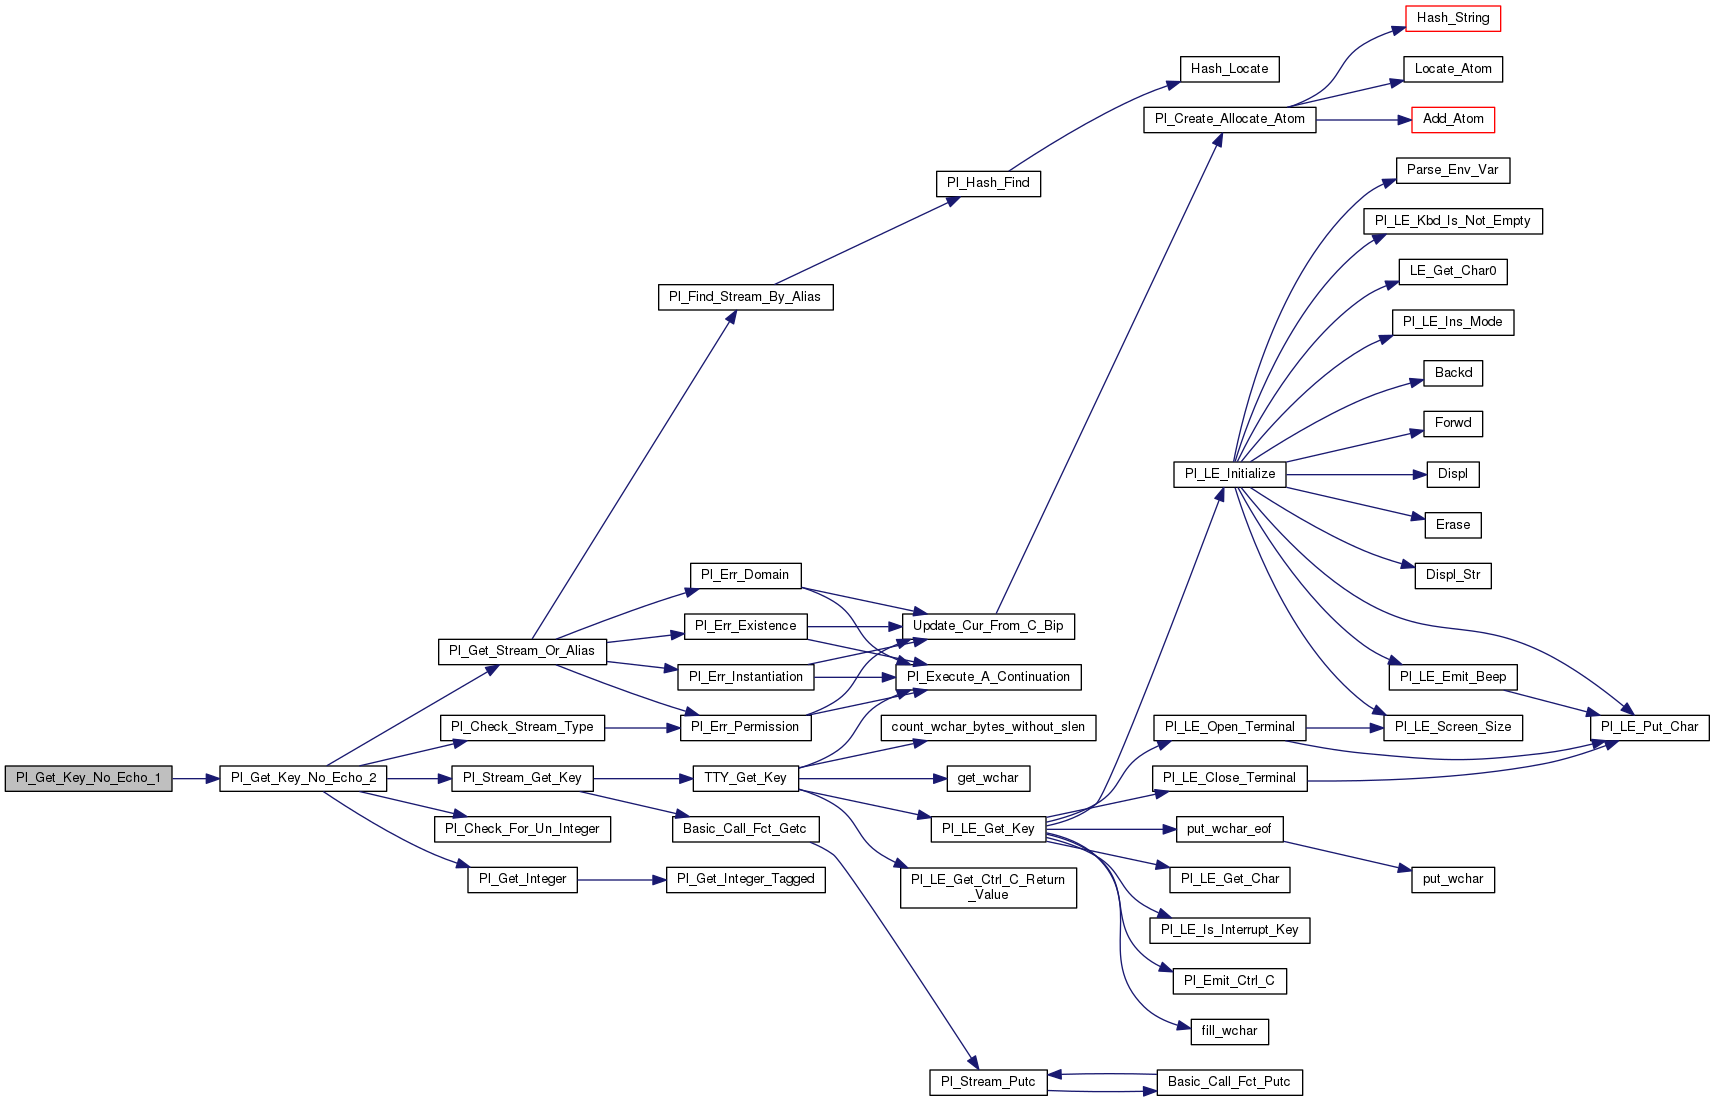 Hash_String
Hash_Locate
Locate_Atom
Pl_Create_Allocate_Atom
Add_Atom
Parse_Env_Var
Pl_Hash_Find
Pl_LE_Kbd_Is_Not_Empty
LE_Get_Char0
Pl_Find_Stream_By_Alias
Pl_LE_Ins_Mode
Backd
Forwd
Pl_LE_Initialize
Displ
Erase
Pl_Err_Domain
Displ_Str
Pl_Err_Existence
Update_Cur_From_C_Bip
Pl_Get_Stream_Or_Alias
Pl_Err_Instantiation
Pl_Execute_A_Continuation
Pl_LE_Emit_Beep
Pl_Check_Stream_Type
Pl_Err_Permission
count_wchar_bytes_without_slen
Pl_LE_Open_Terminal
Pl_LE_Screen_Size
Pl_LE_Put_Char
Pl_Get_Key_No_Echo_1
Pl_Get_Key_No_Echo_2
Pl_Stream_Get_Key
TTY_Get_Key
get_wchar
Pl_LE_Close_Terminal
Pl_Check_For_Un_Integer
Basic_Call_Fct_Getc
Pl_LE_Get_Key
put_wchar_eof
Pl_Get_Integer
Pl_Get_Integer_Tagged
Pl_LE_Get_Ctrl_C_Return
_Value
Pl_LE_Get_Char
put_wchar
Pl_LE_Is_Interrupt_Key
Pl_Emit_Ctrl_C
fill_wchar
Pl_Stream_Putc
Basic_Call_Fct_Putc